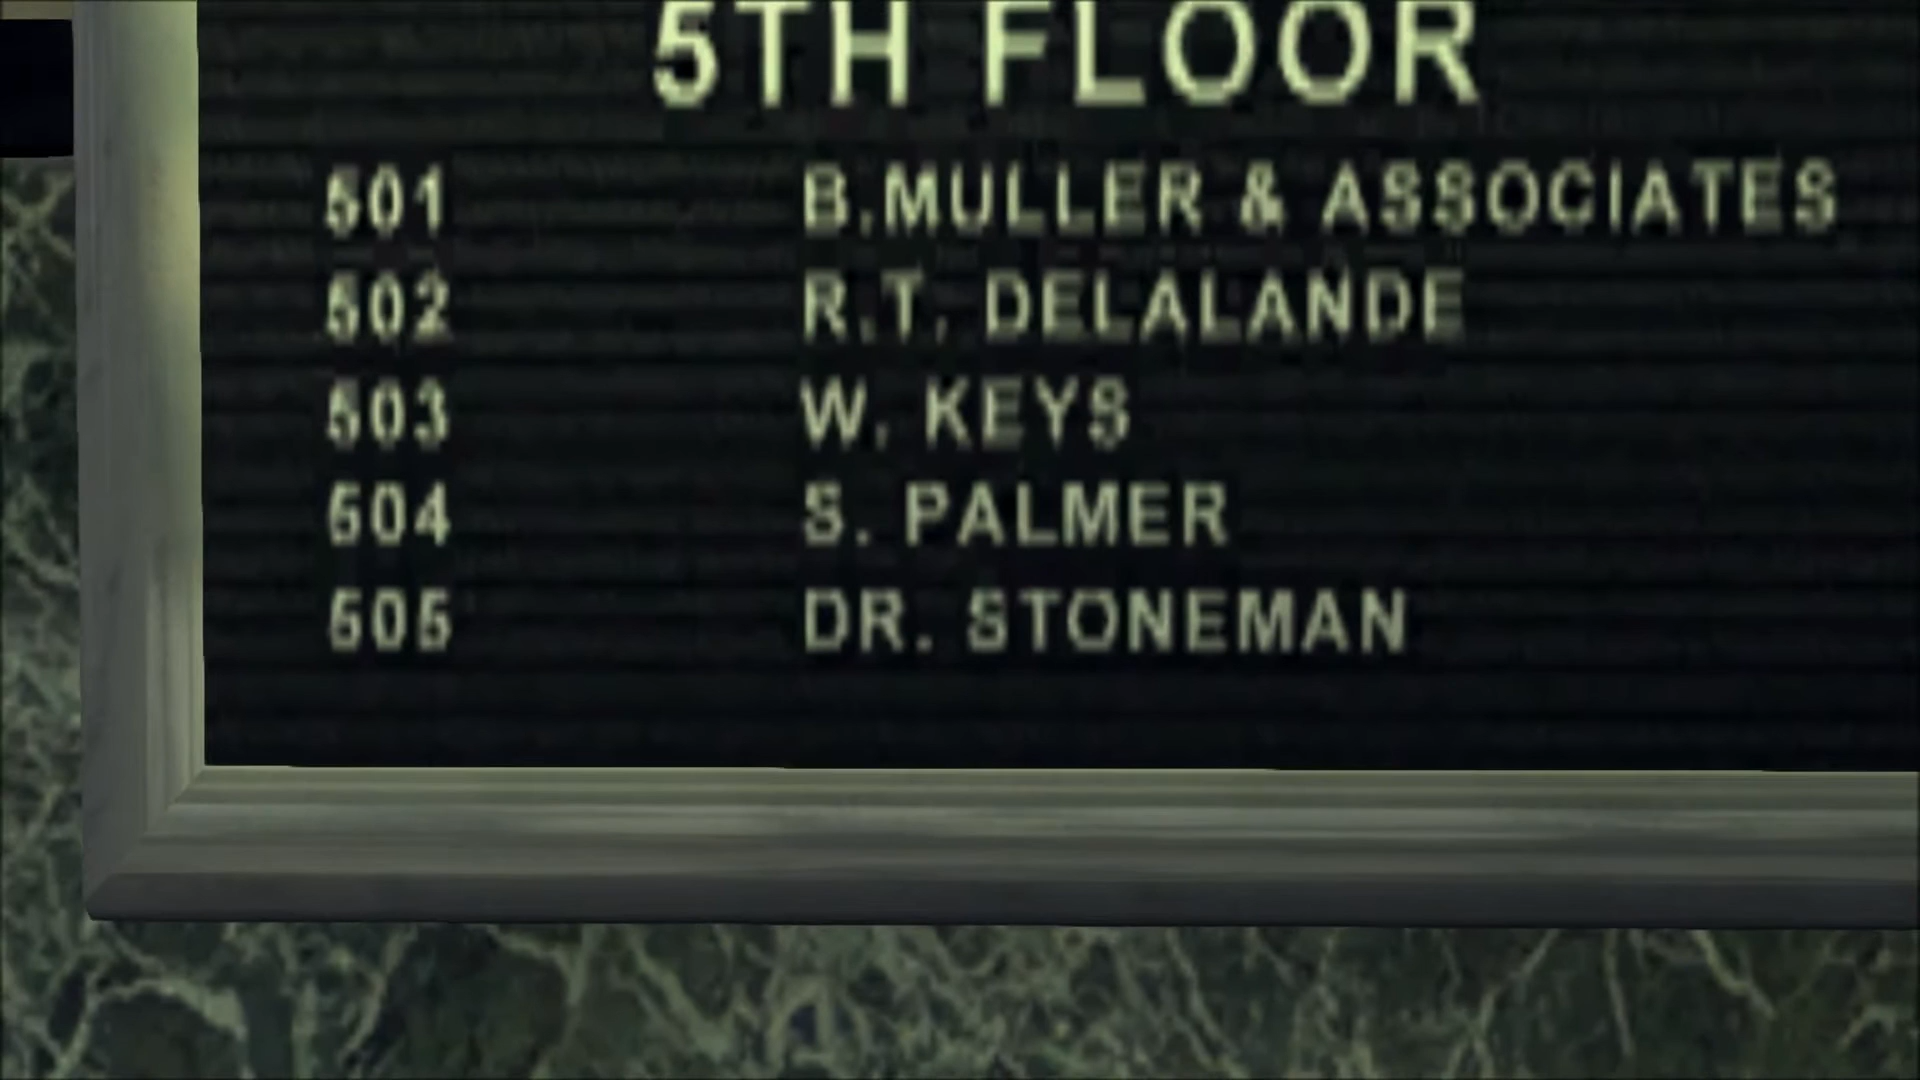 5TH FLOOR
501 B.MULLER & ASSOCIATES
502 R.T. DELALANDE
503 W. KEYS
504 S. PALMER
505 DR. STONEMAN